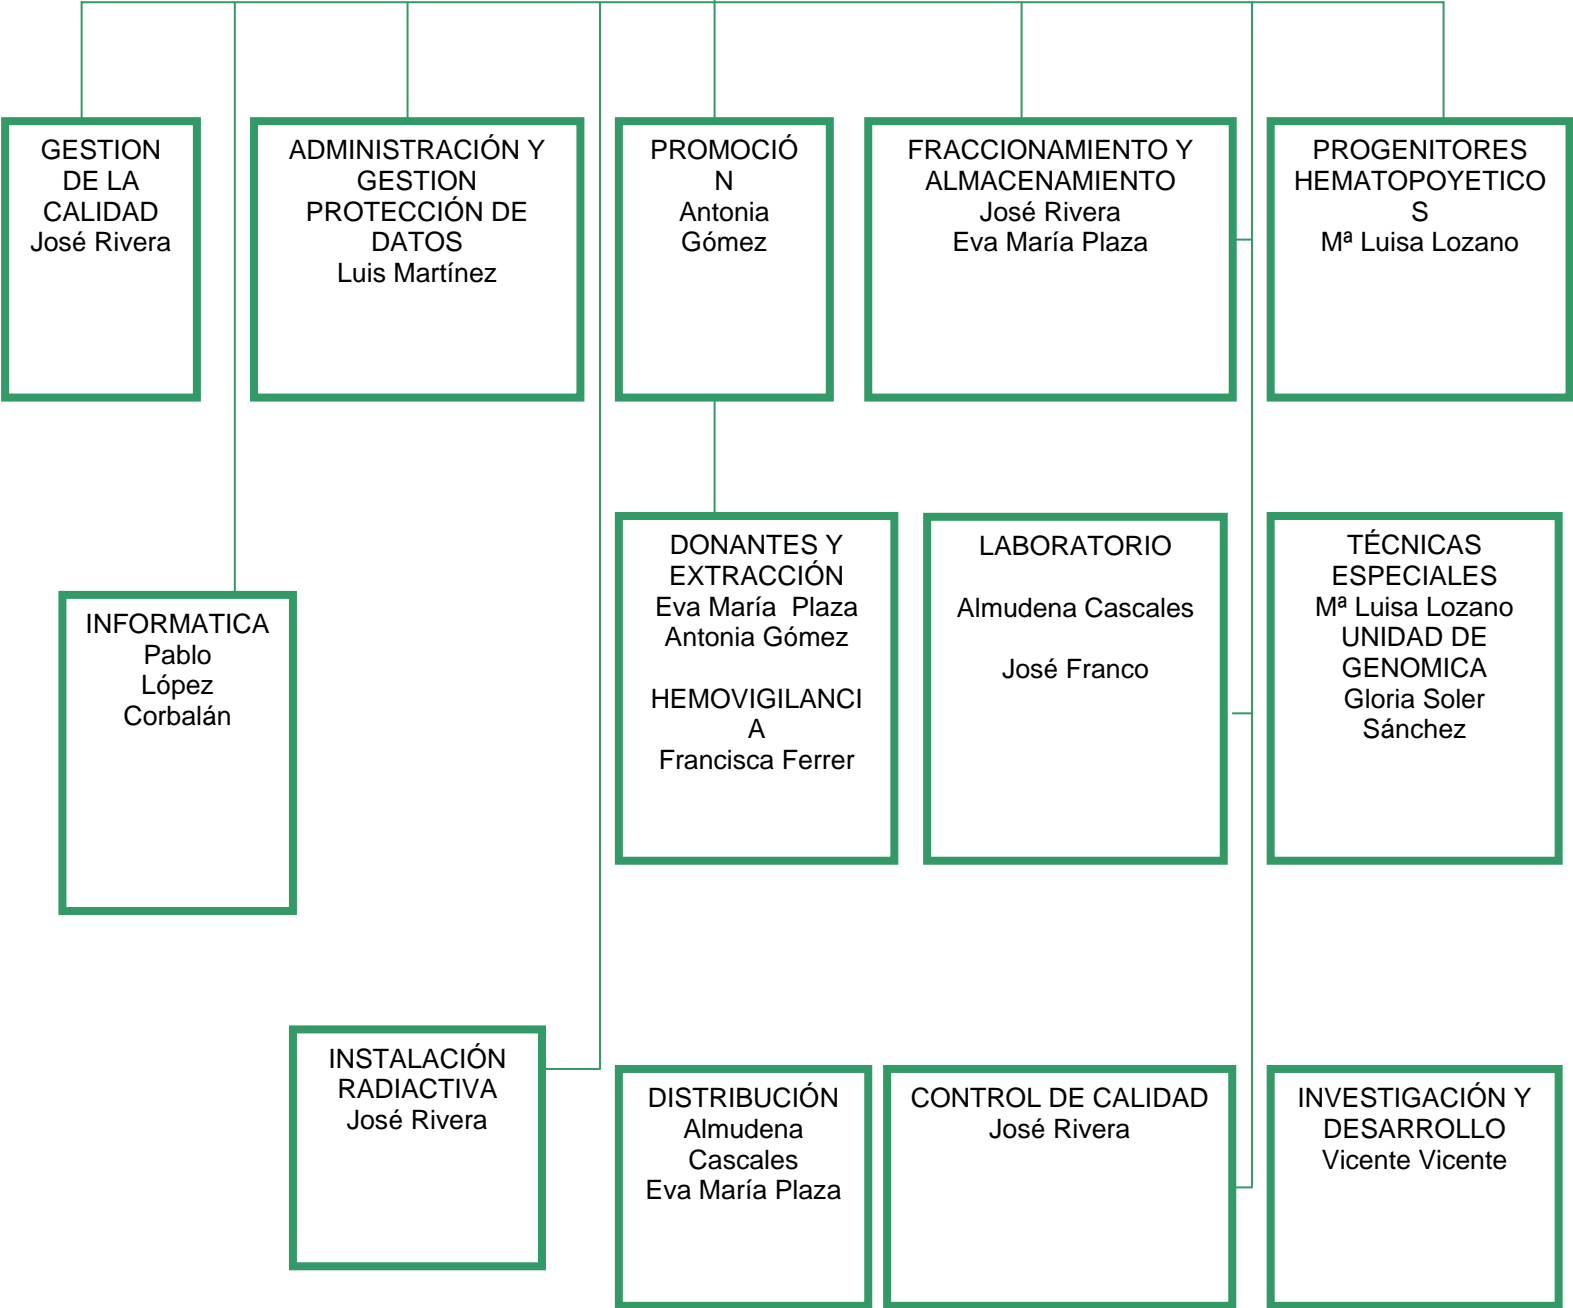 GESTION
DE LA
CALIDAD
José Rivera
ADMINISTRACIÓN Y
GESTION
PROTECCIÓN DE
DATOS
Luis Martínez
PROMOCIÓ
N
Antonia
Gómez
FRACCIONAMIENTO Y
ALMACENAMIENTO
José Rivera
Eva María Plaza
PROGENITORES
HEMATOPOYETICO
S
Mª Luisa Lozano
INFORMATICA
Pablo
López
Corbalán
DONANTES Y
EXTRACCIÓN
Eva María Plaza
Antonia Gómez
HEMOVIGILANCI
A
Francisca Ferrer
LABORATORIO
Almudena Cascales
José Franco
TÉCNICAS
ESPECIALES
Mª Luisa Lozano
UNIDAD DE
GENOMICA
Gloria Soler
Sánchez
INSTALACIÓN
RADIACTIVA
José Rivera
DISTRIBUCIÓN
Almudena
Cascales
Eva María Plaza
CONTROL DE CALIDAD
José Rivera
INVESTIGACIÓN Y
DESARROLLO
Vicente Vicente